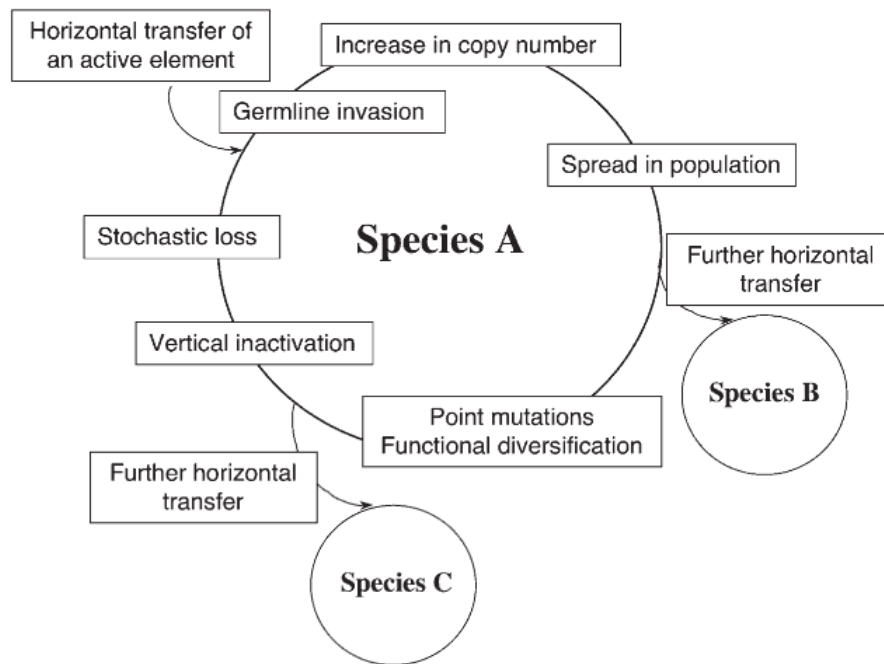 Horizontal transfer of
an active element
Increase in copy number
Germline invasion
Spread in population
Stochastic loss
Species A
Further horizontal
transfer
Vertical inactivation
Species B
Point mutations
Functional diversification
Further horizontal
transfer
Species C